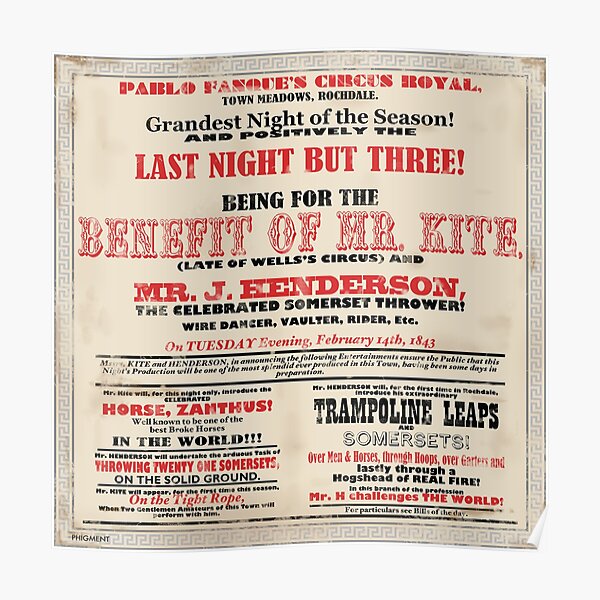 PABLO FANQUE'S CIRCUS ROYAL,
TOWN MEADOWS, ROCHDALE.
Grandest Night of the Season!
AND POSITIVELY THE
LAST NIGHT BUT THREE!
BEING FOR THE
BENEFIT OF MR. KITE,
(LATE OF WELLS'S CIRCUS) AND
MR. J. HENDERSON,
THE CELEBRATED SOMERSET THROWER!
WIRE DANCER, VAULTER, RIDER, Etc.
On TUESDAY Evening, February 14th, 1843
Mssrs. KITE and HENDERSON, in announcing the following Entertainments ensure the Public that this
Night's Production will be one of the most splendid ever produced in this Town, having been some days in
preparation.
Mr. Kite will, for this night only, introduce the
CELEBRATED
HORSE, ZANTHUS!
Well known to be one of the
best Broke Horses
IN THE WORLD!!!
Mr. HENDERSON will undertake the arduous Task of
THROWING TWENTY ONE SOMERSETS,
ON THE SOLID GROUND.
Mr. KITE will appear, for the first time this season,
On the Tight Rope,
When Two Gentlemen Amateurs of this Town will
perform with him.
Mr. HENDERSON will, for the first time in Rochdale,
introduce his extraordinary
TRAMPOLINE LEAPS
AND
SOMERSETS!
Over Men & Horses, through Hoops, over Garters and
lastly through a
Hogshead of REAL FIRE!
In this branch of the profession
Mr. H challenges THE WORLD!
For particulars see Bills of the day.
PHIGMENT